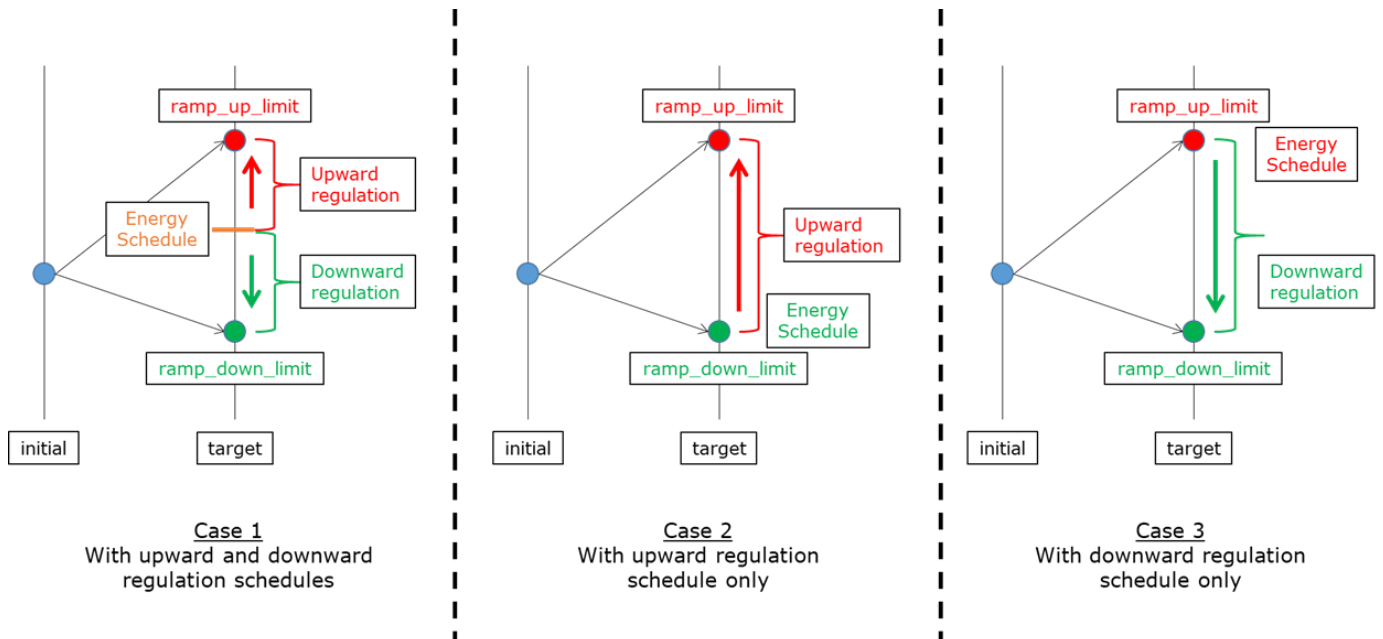 ramp_up_limit
Upward
regulation
Energy
Schedule
Downward
regulation
ramp_down_limit
initial
target
Case 1
With upward and downward
regulation schedules
ramp_up_limit
Upward
regulation
Energy
Schedule
ramp_down_limit
initial
target
Case 2
With upward regulation
schedule only
ramp_up_limit
Energy
Schedule
Downward
regulation
ramp_down_limit
initial
target
Case 3
With downward regulation
schedule only